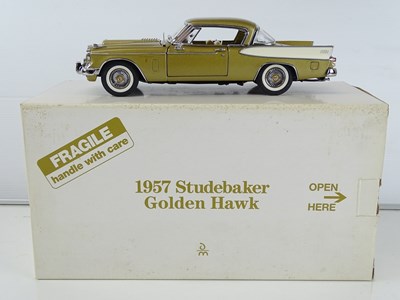 FRAGILE
handle with care
1957 Studebaker
Golden Hawk
OPEN
HERE